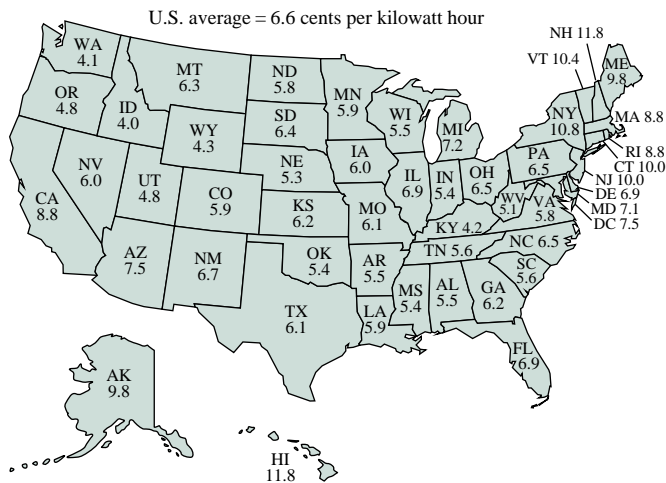 U.S. average = 6.6 cents per kilowatt hour
WA
4.1
OR
4.8
ID
4.0
MT
6.3
ND
5.8
MN
5.9
SD
6.4
WY
4.3
WI
5.5
MI
7.2
NH 11.8
VT 10.4
ME
9.8
NY
10.8
MA 8.8
RI 8.8
CT 10.0
NJ 10.0
DE 6.9
MD 7.1
DC 7.5
PA
6.5
CA
8.8
NV
6.0
UT
4.8
CO
5.9
NE
5.3
KS
6.2
IA
6.0
MO
6.1
IL
6.9
IN
5.4
OH
6.5
WV
5.1
VA
5.8
KY 4.2
TN 5.6
NC 6.5
SC
5.6
AZ
7.5
NM
6.7
OK
5.4
TX
6.1
AR
5.5
LA
5.9
MS
5.4
AL
5.5
GA
6.2
FL
6.9
AK
9.8
HI
11.8